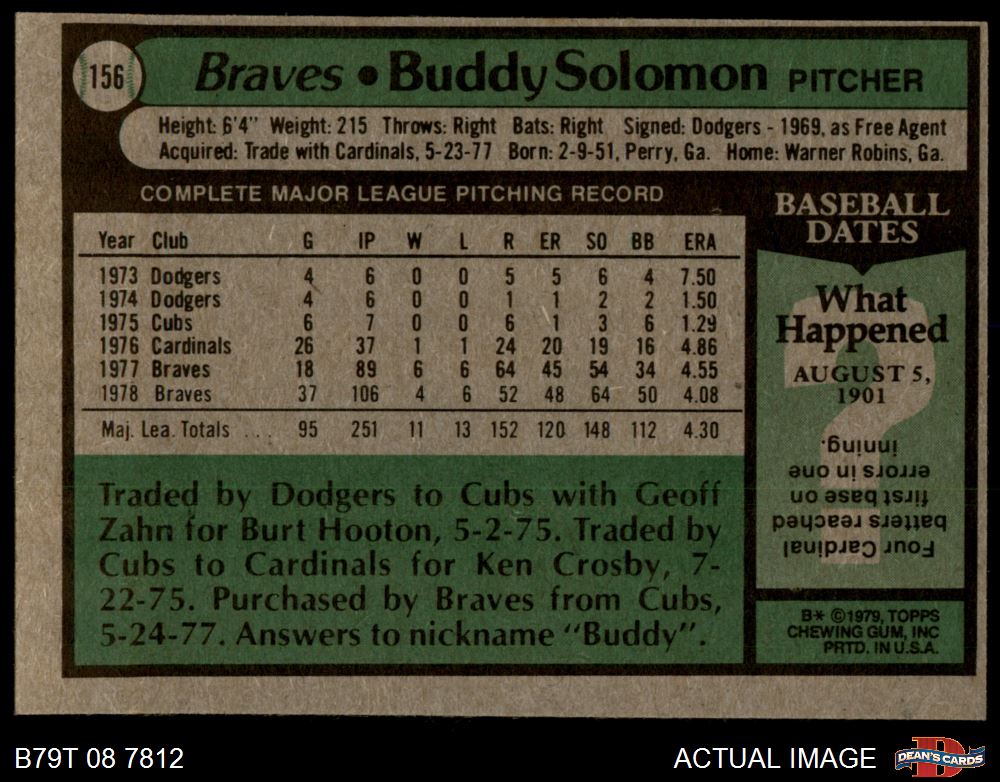 156
Braves • Buddy Solomon PITCHER
Height: 6'4" Weight: 215 Throws: Right Bats: Right Signed: Dodgers - 1969, as Free Agent
Acquired: Trade with Cardinals, 5-23-77 Born: 2-9-51, Perry, Ga. Home: Warner Robins, Ga.
COMPLETE MAJOR LEAGUE PITCHING RECORD
Year Club G IP W L R ER SO BB ERA
1973 Dodgers 4 6 0 0 5 5 6 4 7.50
1974 Dodgers 4 6 0 0 1 1 2 2 1.50
1975 Cubs 6 7 0 0 6 1 3 6 1.29
1976 Cardinals 26 37 1 1 24 20 19 16 4.86
1977 Braves 18 89 6 6 64 45 54 34 4.55
1978 Braves 37 106 4 6 52 48 64 50 4.08
Maj. Lea. Totals ... 95 251 11 13 152 120 148 112 4.30
Traded by Dodgers to Cubs with Geoff
Zahn for Burt Hooton, 5-2-75. Traded by
Cubs to Cardinals for Ken Crosby, 7-
22-75. Purchased by Braves from Cubs,
5-24-77. Answers to nickname "Buddy".
BASEBALL
DATES
What
Happened
AUGUST 5,
1901
Four Cardinal
batters reached
first base on
errors in one
inning.
B* ©1979, TOPPS
CHEWING GUM, INC
PRTD. IN U.S.A.
B79T 08 7812
ACTUAL IMAGE
D
DEAN'S CARDS